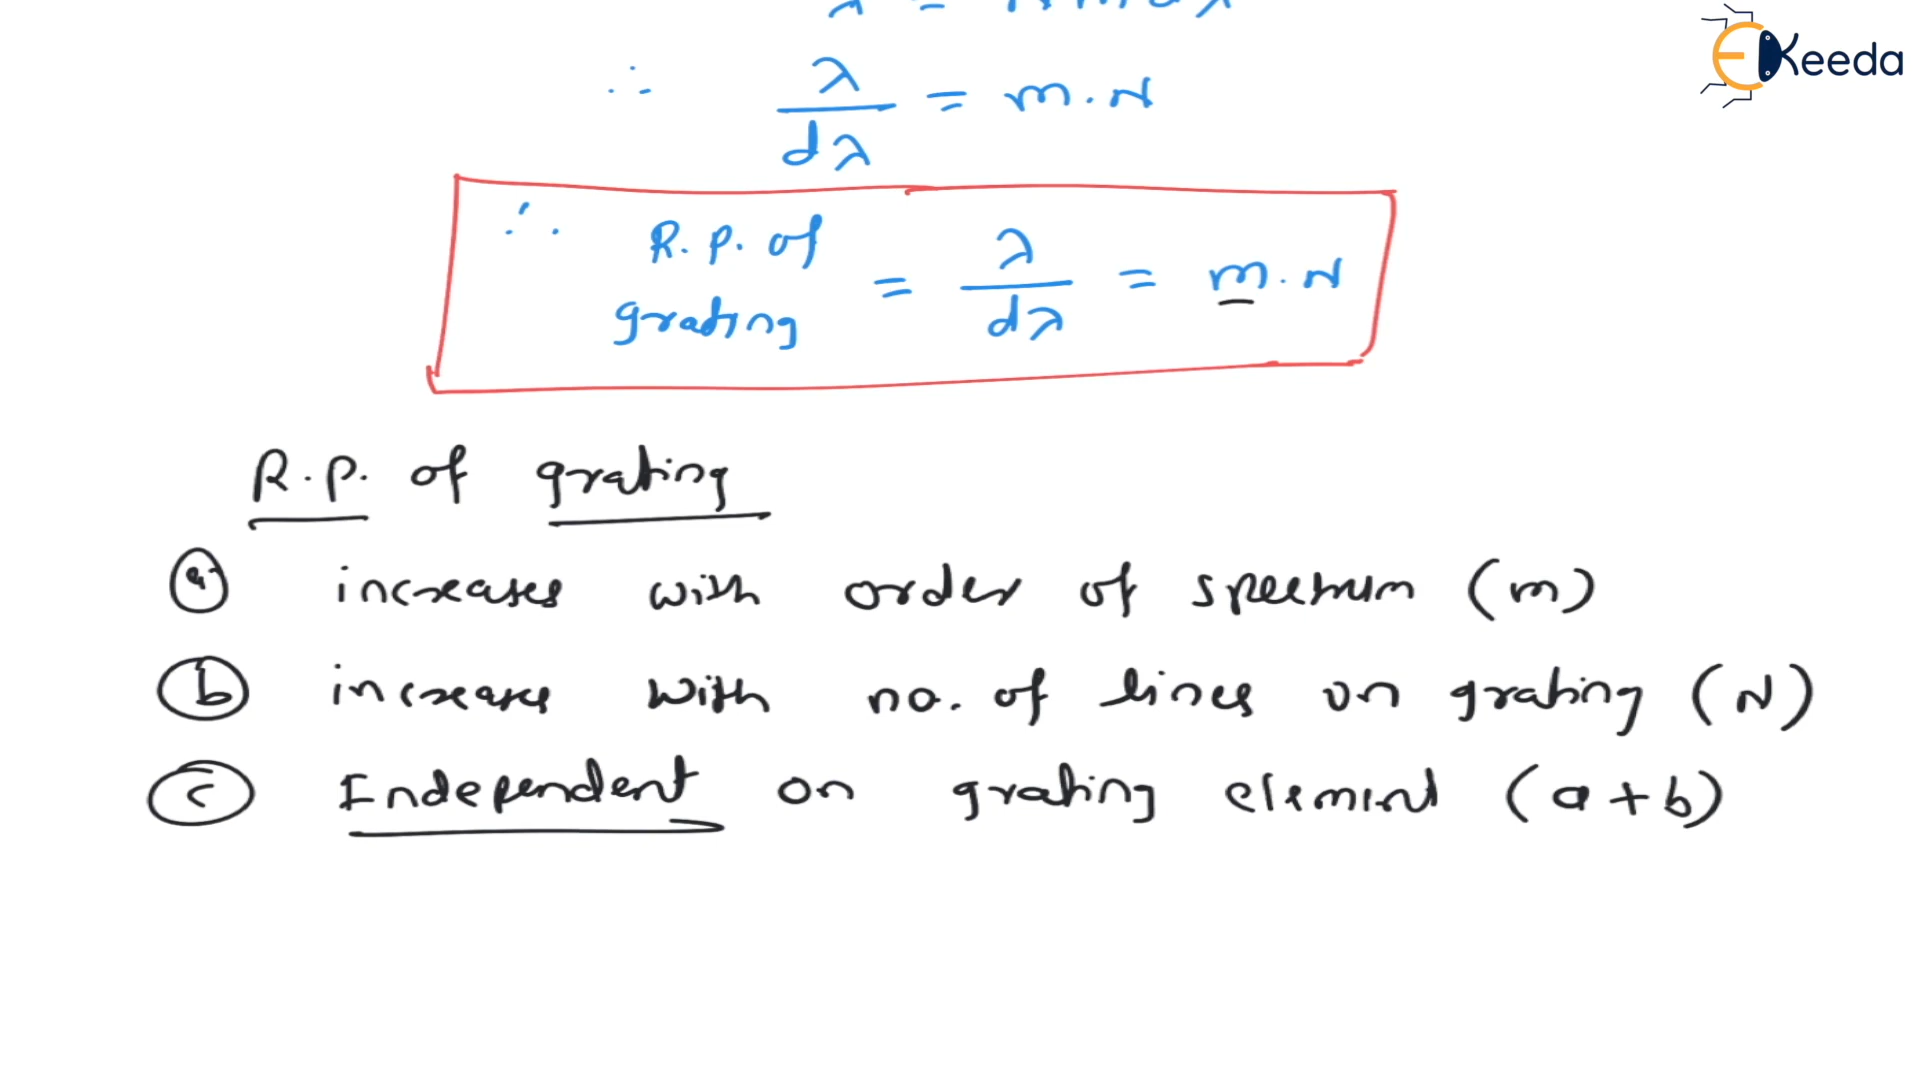 ∴ λ/dλ = m.N
EKeeda
∴ R.P. of grating = λ/dλ = m.N
R.P. of grating
(a) increases with order of spectrum (m)
(b) increases with no. of lines on grating (N)
(c) Independent on grating element (a+b)